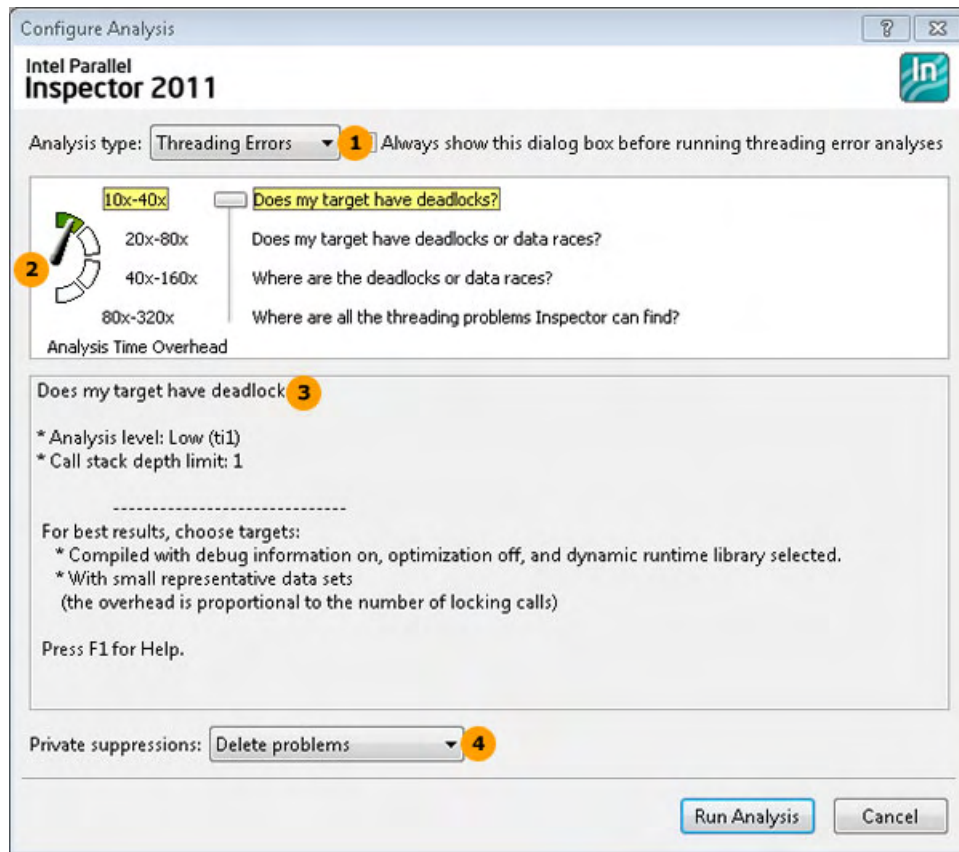 Configure Analysis
Intel Parallel
Inspector 2011
In
Analysis type: Threading Errors 1 Always show this dialog box before running threading error analyses
10x-40x Does my target have deadlocks?
20x-80x Does my target have deadlocks or data races?
2
40x-160x Where are the deadlocks or data races?
80x-320x Where are all the threading problems Inspector can find?
Analysis Time Overhead
Does my target have deadlock 3
* Analysis level: Low (ti1)
* Call stack depth limit: 1
------------------------------
For best results, choose targets:
* Compiled with debug information on, optimization off, and dynamic runtime library selected.
* With small representative data sets
(the overhead is proportional to the number of locking calls)
Press F1 for Help.
Private suppressions: Delete problems 4
Run Analysis Cancel